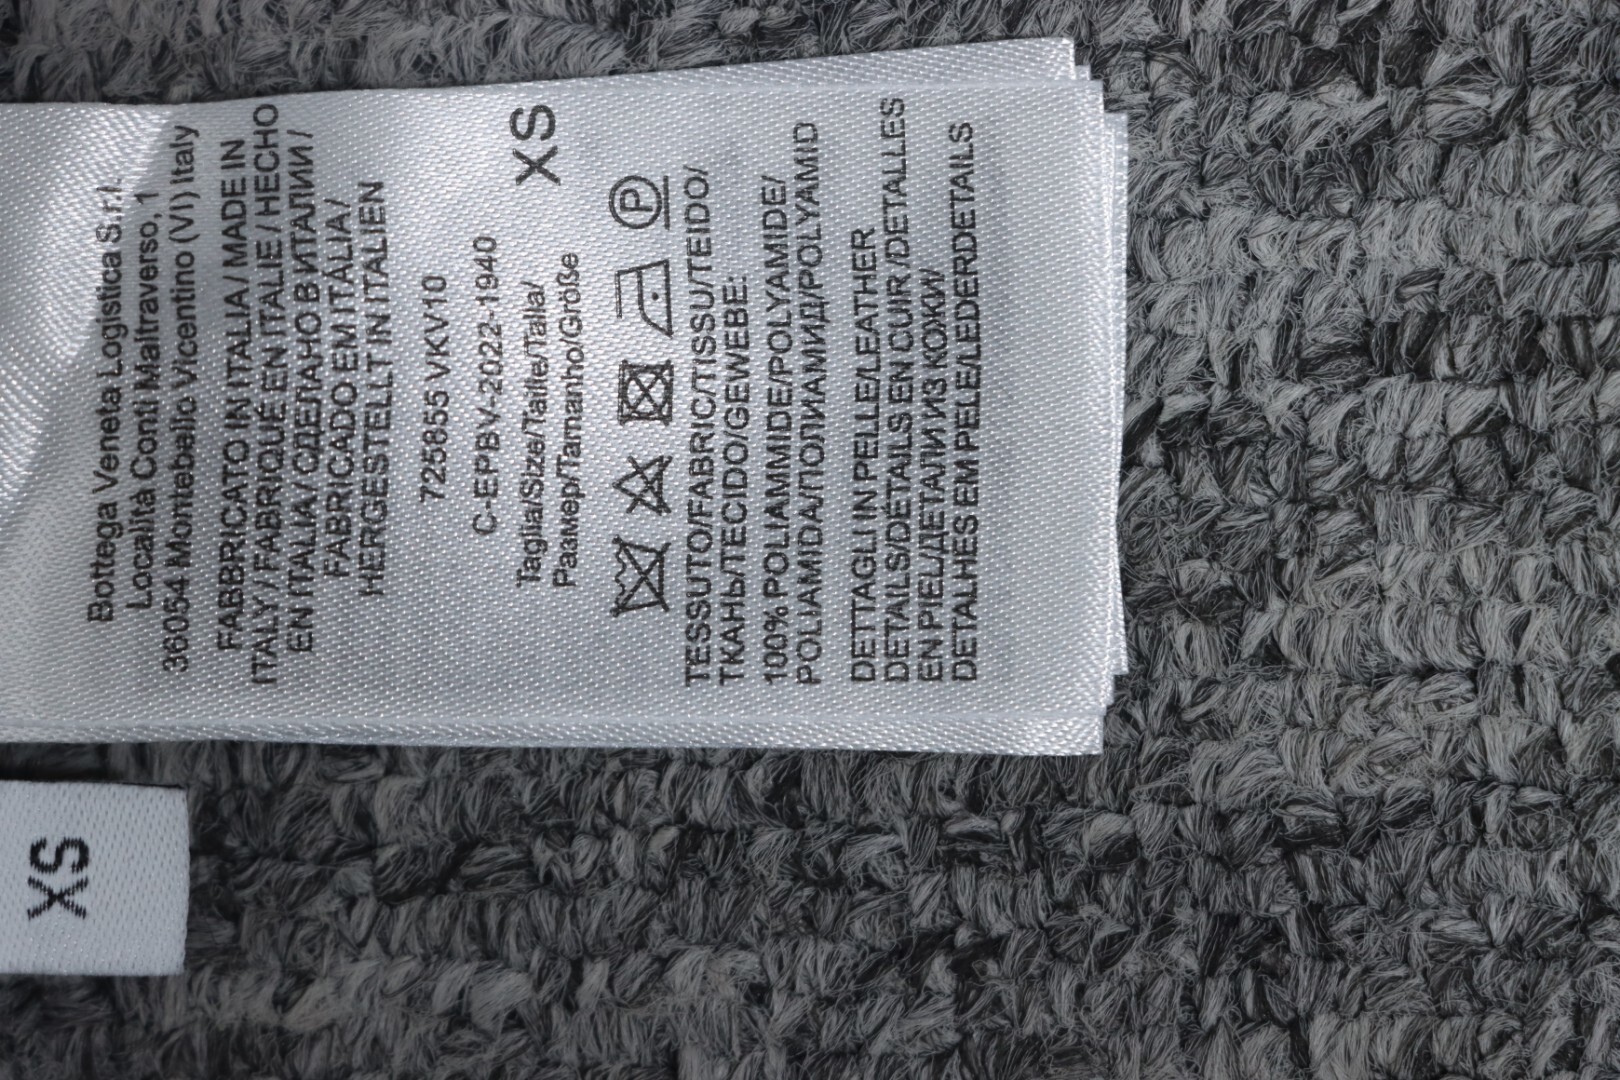 Bottega Veneta Logistica S.r.l.
Località Conti Maltraverso, 1
36054 Montebello Vicentino (VI) Italy
FABBRICATO IN ITALIA / MADE IN
ITALY / FABRIQUÉ EN ITALIE / HECHO
EN ITALIA / СДЕЛАНО В ИТАЛИИ /
FABRICADO EM ITÁLIA/
HERGESTELLT IN ITALIEN
725855 VKV10
C-EPBV-2022-1940
Taglia/Size/Taille/Talla/
Размер/Tamanho/Größe
XS
P
TESSUTO/FABRIC/TISSU/TEIDO/
ТКАНЬ/TECIDO/GEWEBE:
100% POLIAMMIDE/POLYAMIDE/
POLIAMIDA/ПОЛИАМИД/POLYAMID
DETTAGLI IN PELLE/LEATHER
DETAILS/DÉTAILS EN CUIR /DETALLES
EN PIEL/ДЕТАЛИ ИЗ КОЖИ/
DETALHES EM PELE/LEDERDETAILS
XS